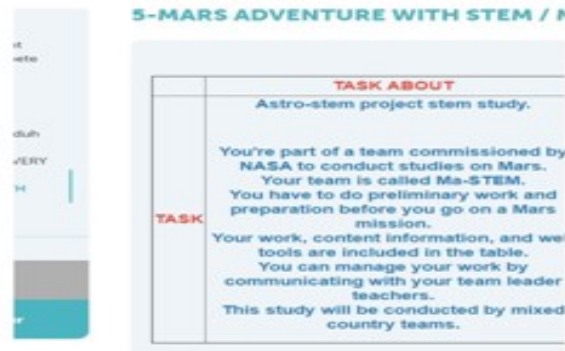 5-MARS ADVENTURE WITH STEM /
VERY
TASK ABOUT
Astro-stem project stem study.
You're part of a team commissioned by
NASA to conduct studies on Mars.
Your team is called Ma-STEM.
You have to do preliminary work and
preparation before you go on a Mars
mission.
TASK
Your work, content information, and
tools are included in the table.
You can manage your work by
communicating with your team leader
teachers.
This study will be conducted by mixed
country teams.